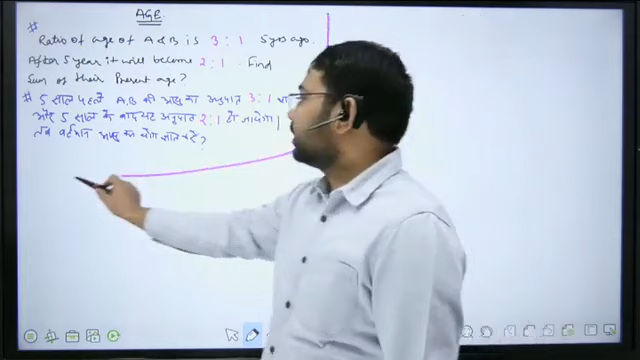 AGE
# Ratio of age of A & B is 3 : 1 5 yrs ago.
After 5 year it will become 2 : 1. Find
Sum of their Present age?
# 5 साल पहले A, B की आयु का अनुपात 3 : 1 था
और 5 साल के बाद यह अनुपात 2 : 1 हो जायेगा।
तब वर्तमान आयु का योग ज्ञात करें?